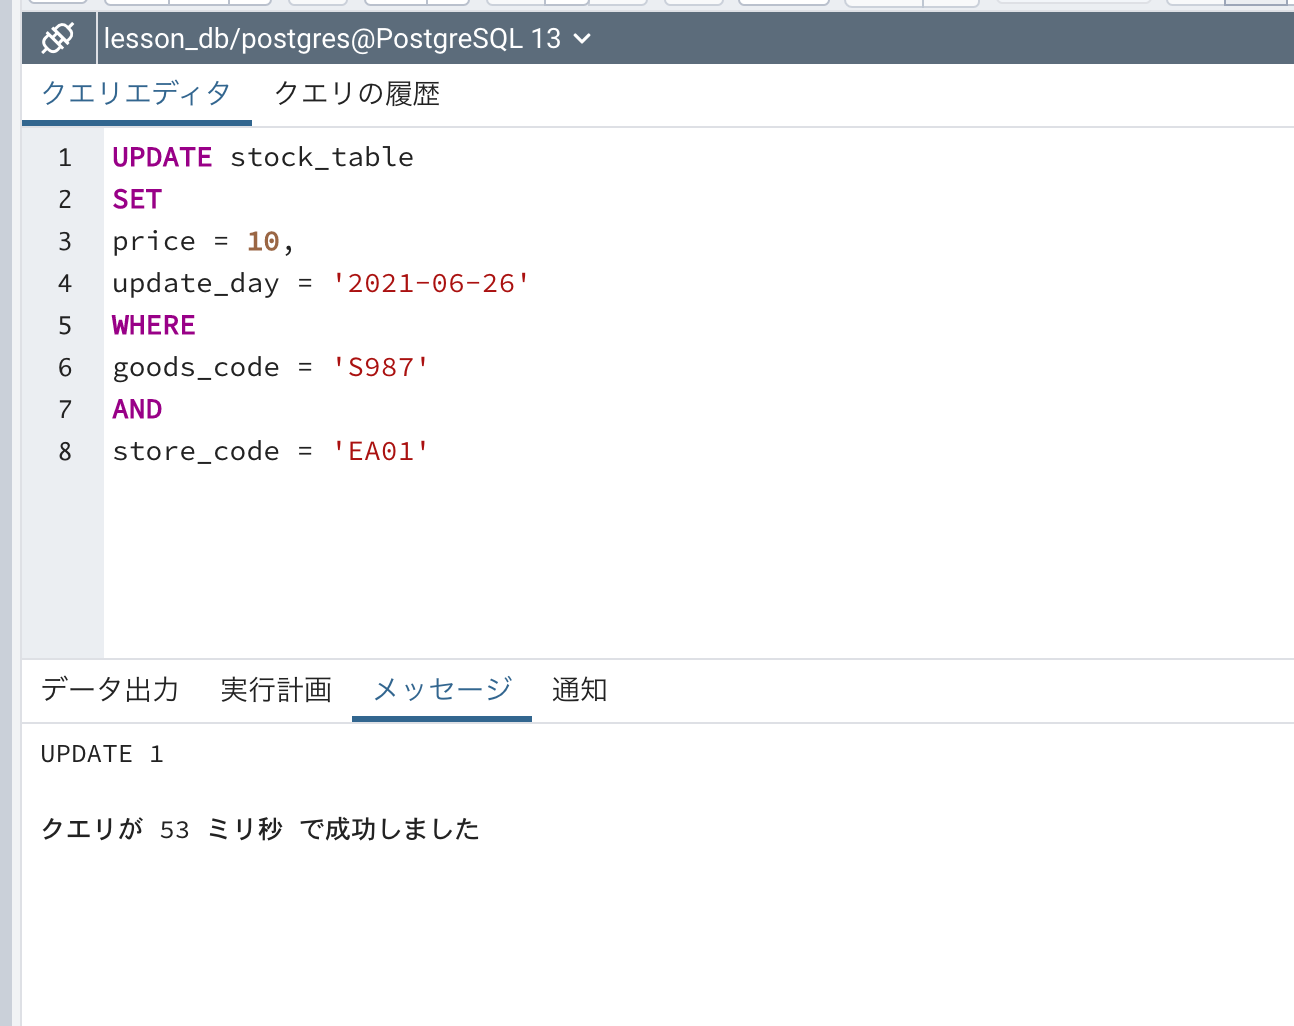 lesson_db/postgres@PostgreSQL 13
クエリエディタ クエリの履歴
1 UPDATE stock_table
2 SET
3 price = 10,
4 update_day = '2021-06-26'
5 WHERE
6 goods_code = 'S987'
7 AND
8 store_code = 'EA01'
データ出力 実行計画 メッセージ 通知
UPDATE 1
クエリが 53 ミリ秒 で成功しました